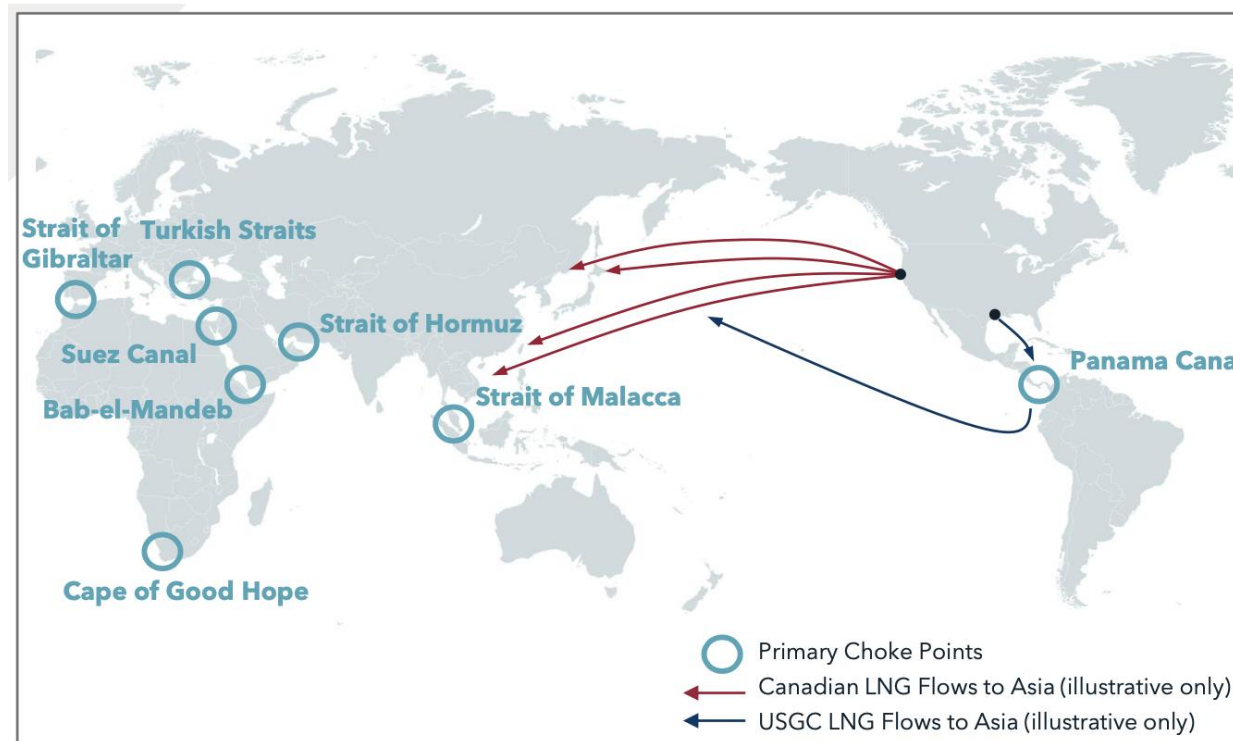 Strait of
Gibraltar
Turkish Straits
Suez Canal
Strait of Hormuz
Bab-el-Mandeb
Strait of Malacca
Panama Cana
Cape of Good Hope
Primary Choke Points
Canadian LNG Flows to Asia (illustrative only)
USGC LNG Flows to Asia (illustrative only)